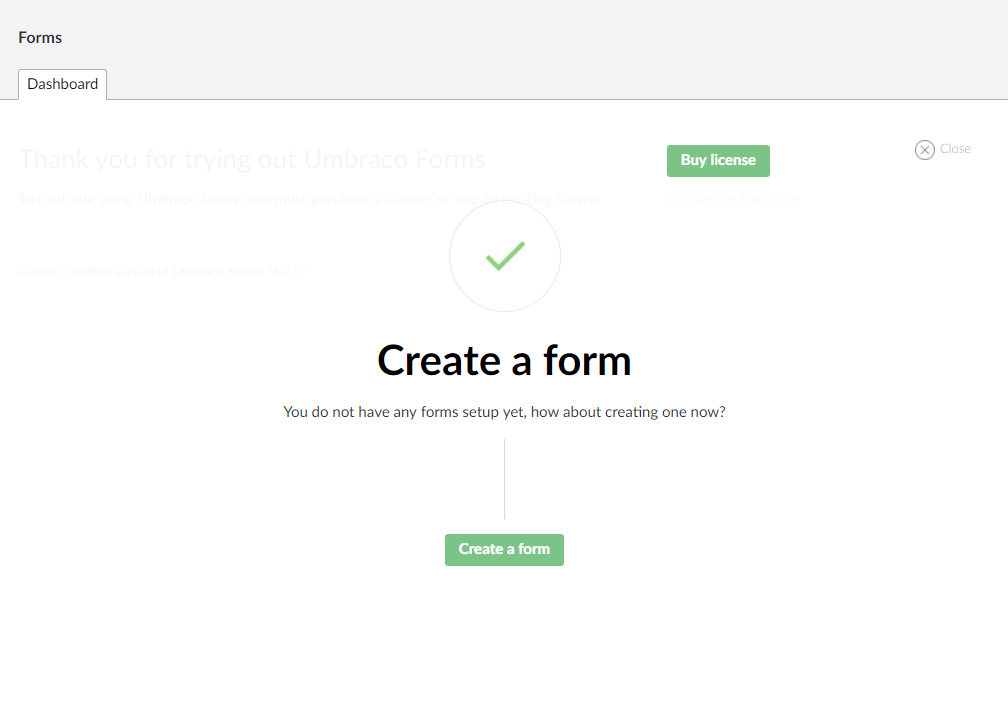 Forms
Dashboard
Thank you for trying out Umbraco Forms
Buy license
Close
To continue using Umbraco forms, you must purchase a license, or use an existing license
Configure existing license
Current installed version of Umbraco Forms: "6.0.5"
Create a form
You do not have any forms setup yet, how about creating one now?
Create a form